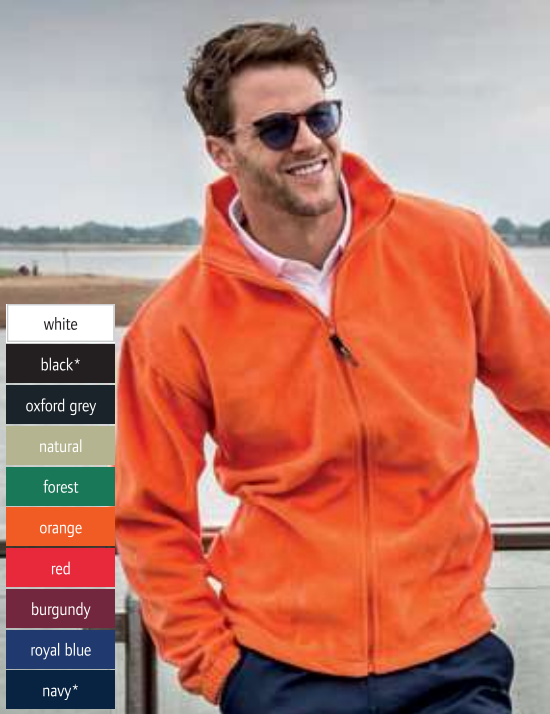 white
black*
oxford grey
natural
forest
orange
red
burgundy
royal blue
navy*